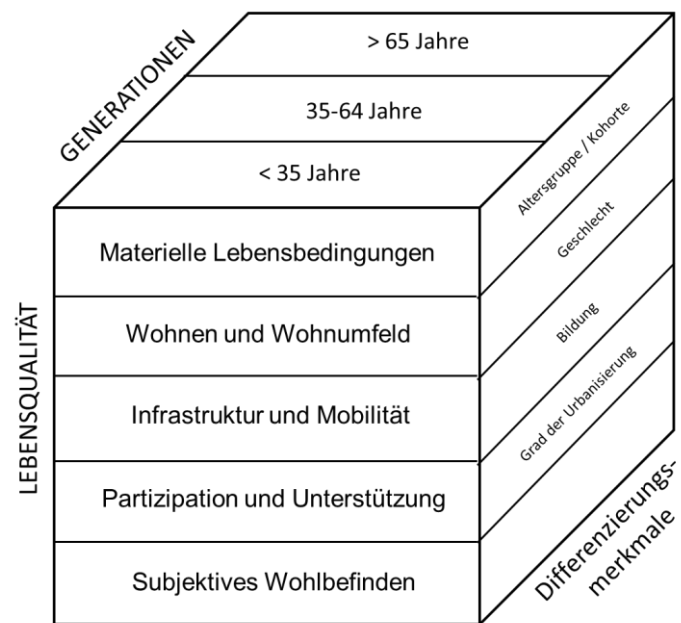 GENERATIONEN
> 65 Jahre
35-64 Jahre
< 35 Jahre
LEBENSQUALITÄT
Materielle Lebensbedingungen
Wohnen und Wohnumfeld
Infrastruktur und Mobilität
Partizipation und Unterstützung
Subjektives Wohlbefinden
Altersgruppe / Kohorte
Geschlecht
Bildung
Grad der Urbanisierung
Differenzierungs-
merkmale